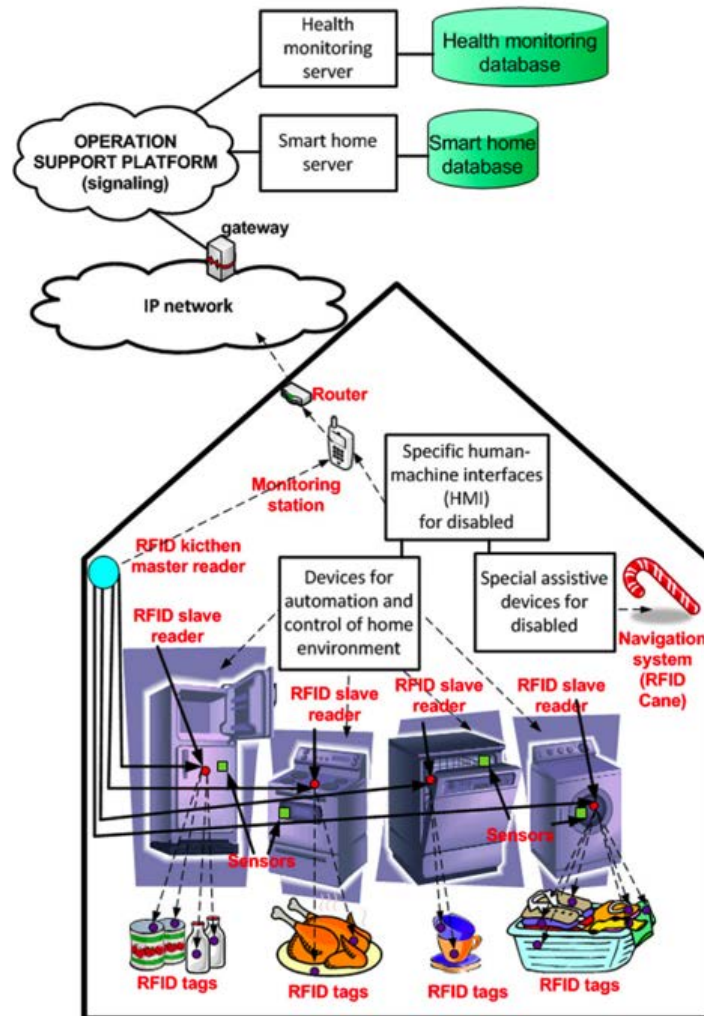 Health
monitoring
server
Health monitoring
database
OPERATION
SUPPORT PLATFORM
(signaling)
Smart home
server
Smart home
database
gateway
IP network
Router
Monitoring
station
Specific human-
machine interfaces
(HMI)
for disabled
RFID kicthen
master reader
Devices for
automation and
control of home
environment
Special assistive
devices for
disabled
Navigation
system
(RFID
Cane)
RFID slave
reader
RFID slave
reader
RFID slave
reader
RFID slave
reader
Sensors
Sensors
RFID tags
RFID tags
RFID tags
RFID tags